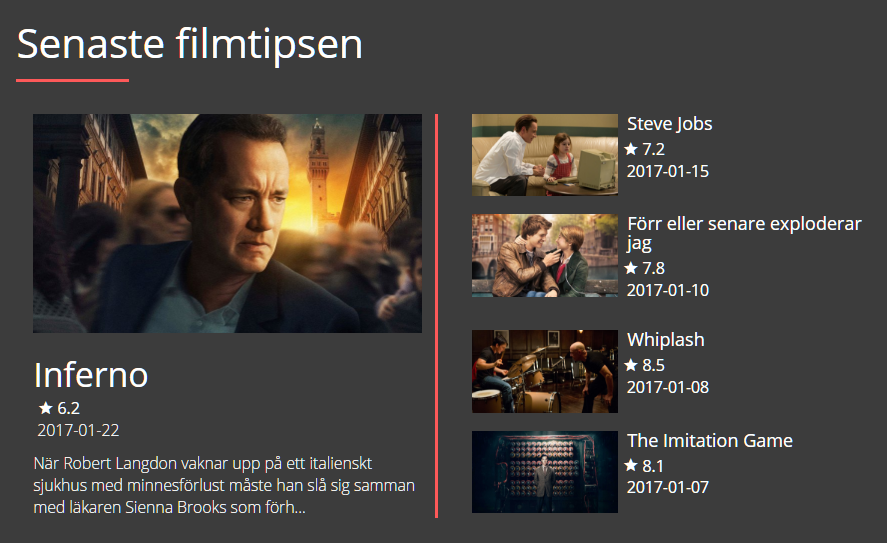 Senaste filmtipsen
Inferno
★ 6.2
2017-01-22
När Robert Langdon vaknar upp på ett italienskt
sjukhus med minnesförlust måste han slå sig samman
med läkaren Sienna Brooks som förh...
Steve Jobs
★ 7.2
2017-01-15
Förr eller senare exploderar
jag
★ 7.8
2017-01-10
Whiplash
★ 8.5
2017-01-08
The Imitation Game
★ 8.1
2017-01-07